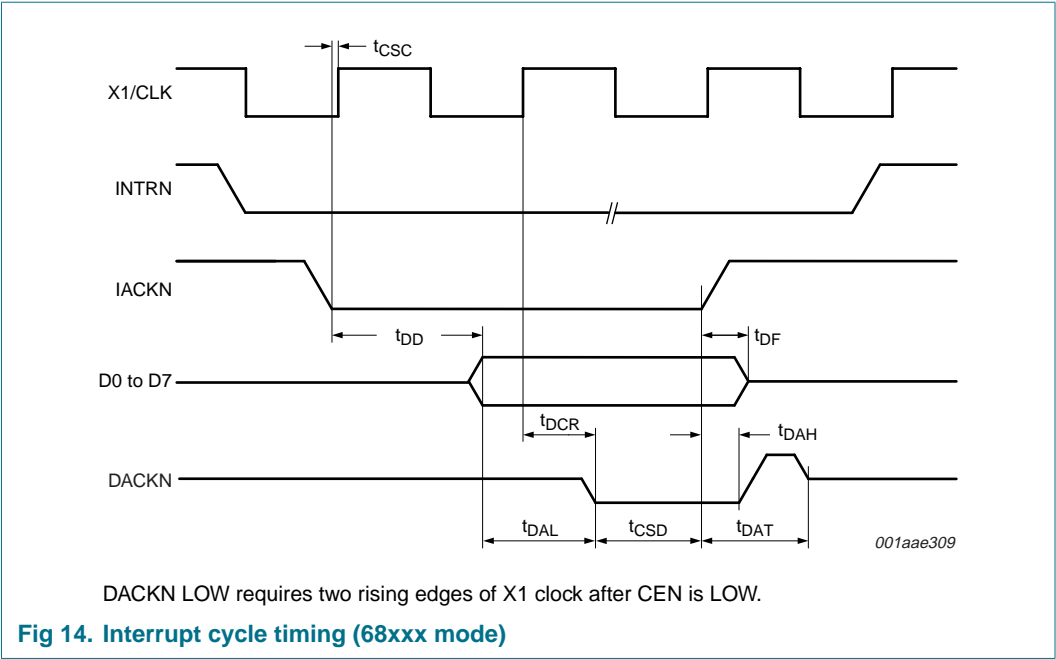 tCSC
X1/CLK
INTRN
IACKN
tDD
tDF
D0 to D7
tDCR
tDAH
DACKN
tDAL
tCSD
tDAT
001aae309
DACKN LOW requires two rising edges of X1 clock after CEN is LOW.
Fig 14. Interrupt cycle timing (68xxx mode)